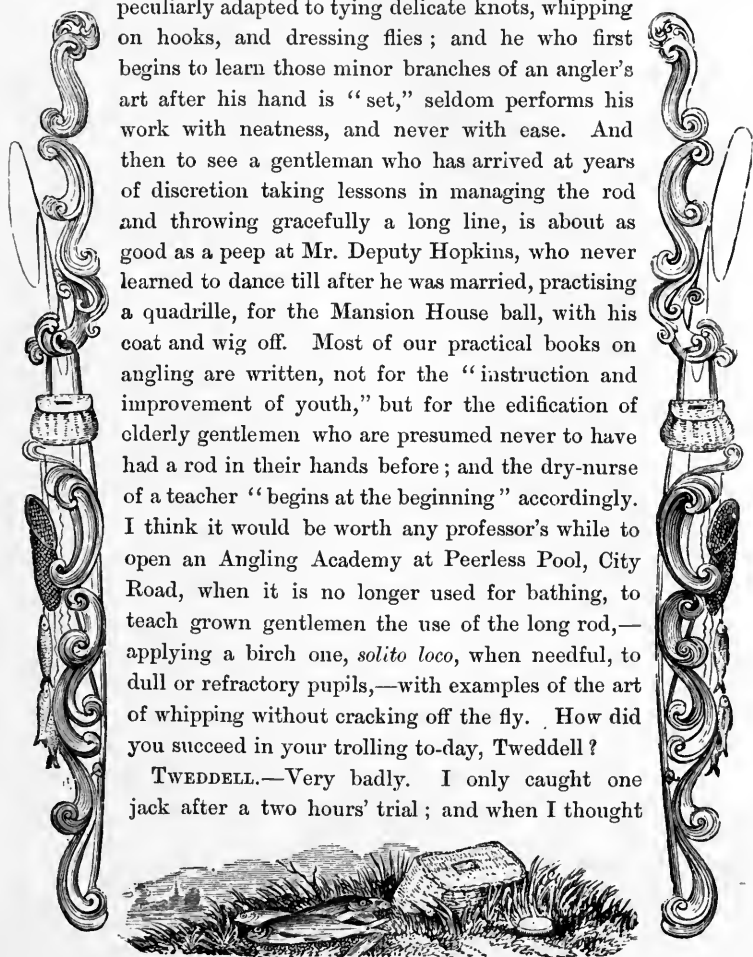 peculiarly adapted to tying delicate knots, whipping
on hooks, and dressing flies ; and he who first
begins to learn those minor branches of an angler's
art after his hand is “ set,” seldom performs his
work with neatness, and never with ease. And
then to see a gentleman who has arrived at years
of discretion taking lessons in managing the rod
and throwing gracefully a long line, is about as
good as a peep at Mr. Deputy Hopkins, who never
learned to dance till after he was married, practising
a quadrille, for the Mansion House ball, with his
coat and wig off. Most of our practical books on
angling are written, not for the “ instruction and
improvement of youth,” but for the edification of
elderly gentlemen who are presumed never to have
had a rod in their hands before ; and the dry-nurse
of a teacher “ begins at the beginning ” accordingly.
I think it would be worth any professor's while to
open an Angling Academy at Peerless Pool, City
Road, when it is no longer used for bathing, to
teach grown gentlemen the use of the long rod,—
applying a birch one, solito loco, when needful, to
dull or refractory pupils,—with examples of the art
of whipping without cracking off the fly. How did
you succeed in your trolling to-day, Tweddell ?
TWEDDELL.—Very badly. I only caught one
jack after a two hours' trial ; and when I thought